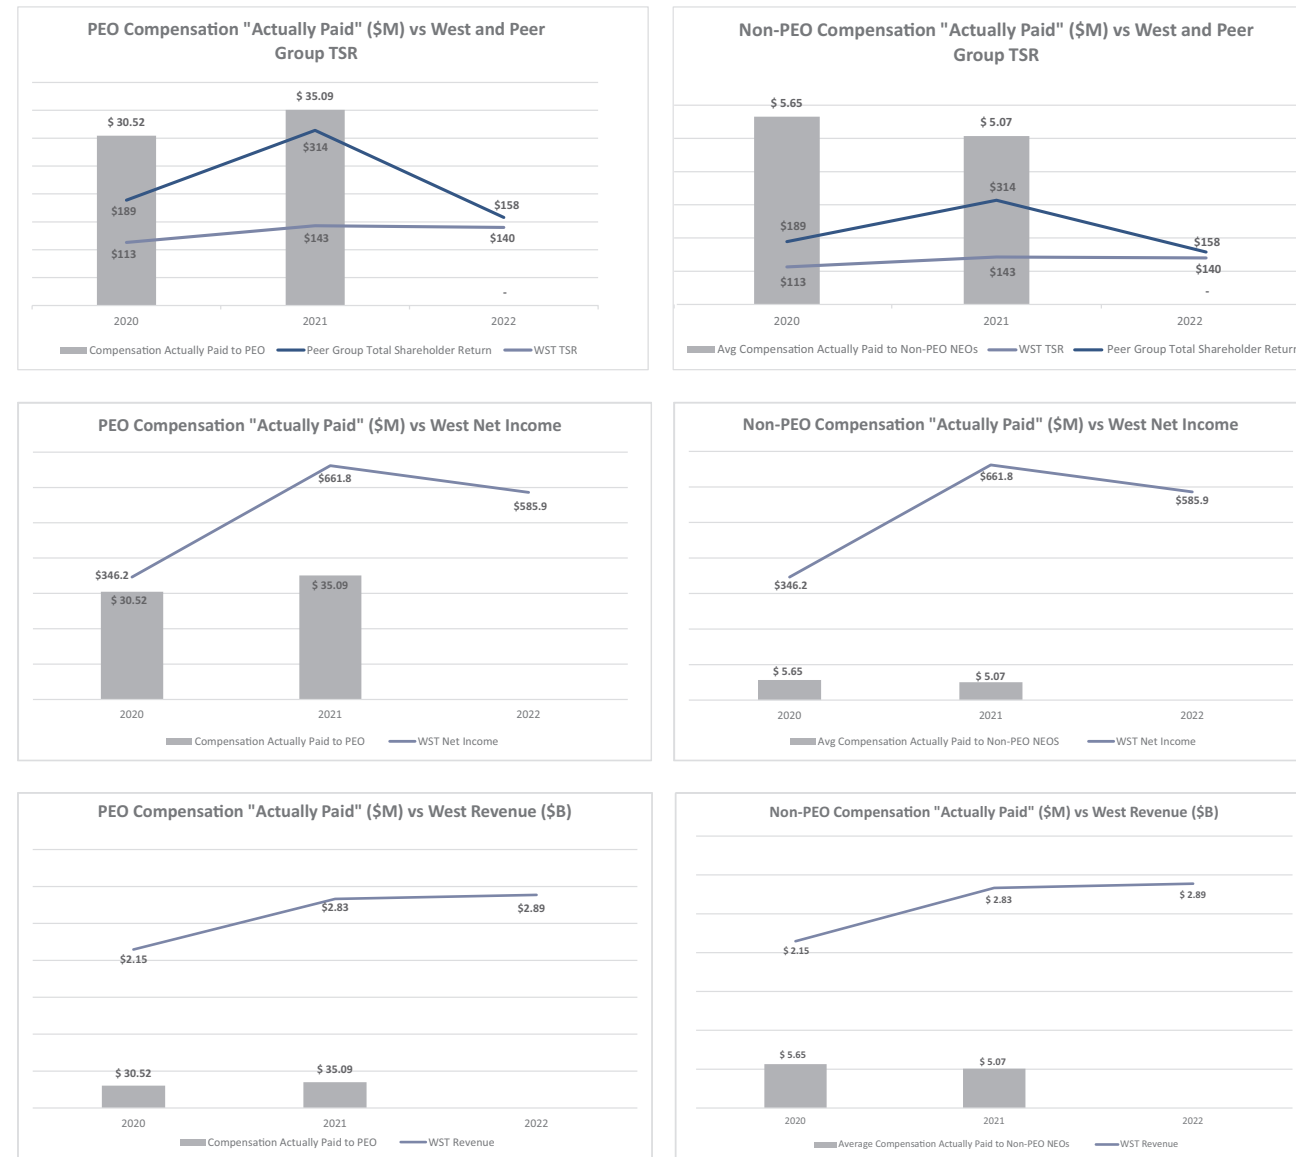 PEO Compensation "Actually Paid" ($M) vs West and Peer
Group TSR
$ 35.09
$ 30.52
$314
$189
$158
$143
$140
$113
-
2020
2021
2022
Compensation Actually Paid to PEO
Peer Group Total Shareholder Return
WST TSR
Non-PEO Compensation "Actually Paid" ($M) vs West and Peer
Group TSR
$ 5.65
$ 5.07
$314
$189
$158
$143
$140
$113
-
2020
2021
2022
Avg Compensation Actually Paid to Non-PEO NEOs
WST TSR
Peer Group Total Shareholder Return
PEO Compensation "Actually Paid" ($M) vs West Net Income
$661.8
$585.9
$346.2
$ 30.52
$ 35.09
2020
2021
2022
Compensation Actually Paid to PEO
WST Net Income
Non-PEO Compensation "Actually Paid" ($M) vs West Net Income
$661.8
$585.9
$346.2
$ 5.65
$ 5.07
2020
2021
2022
Avg Compensation Actually Paid to Non-PEO NEOS
WST Net Income
PEO Compensation "Actually Paid" ($M) vs West Revenue ($B)
$2.83
$2.89
$2.15
$ 30.52
$ 35.09
2020
2021
2022
Compensation Actually Paid to PEO
WST Revenue
Non-PEO Compensation "Actually Paid" ($M) vs West Revenue ($B)
$ 2.83
$ 2.89
$ 2.15
$ 5.65
$ 5.07
2020
2021
2022
Average Compensation Actually Paid to Non-PEO NEOs
WST Revenue